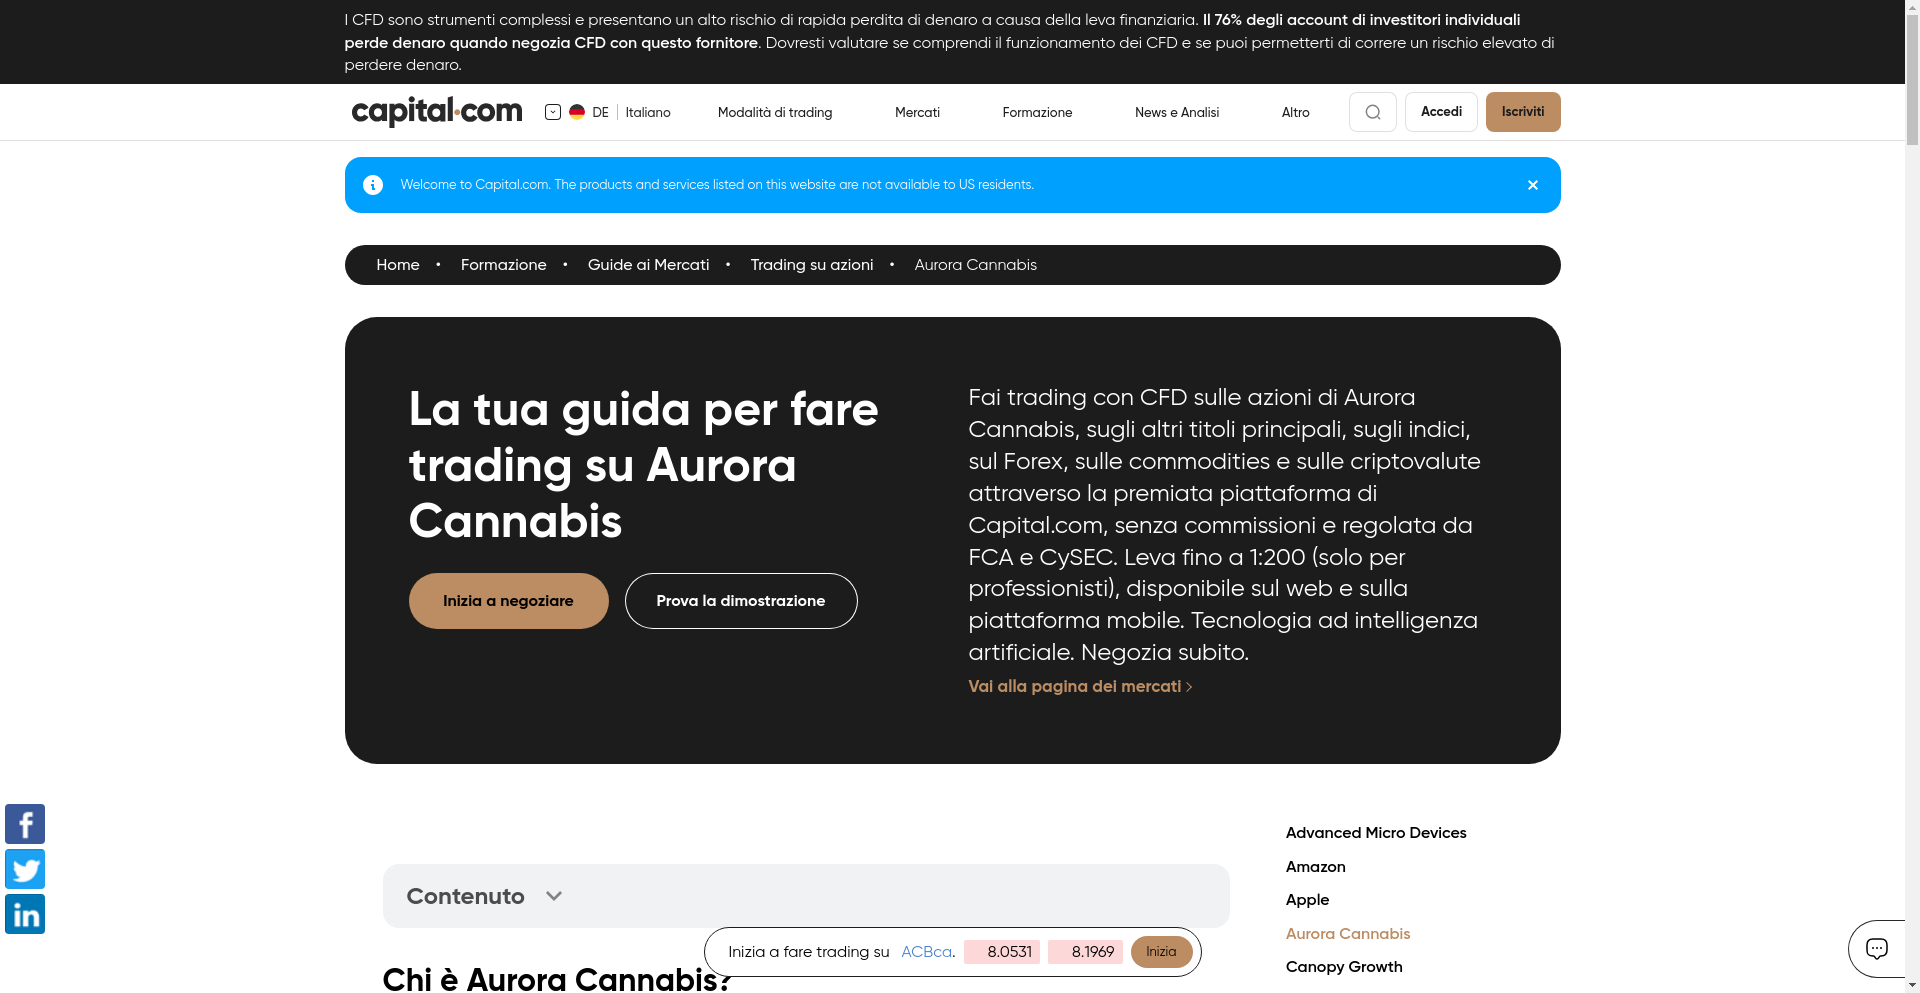 I CFD sono strumenti complessi e presentano un alto rischio di rapida perdita di denaro a causa della leva finanziaria. Il 76% degli account di investitori individuali
perde denaro quando negozia CFD con questo fornitore. Dovresti valutare se comprendi il funzionamento dei CFD e se puoi permetterti di correre un rischio elevato di
perdere denaro.
capital.com DE Italiano Modalità di trading Mercati Formazione News e Analisi Altro Accedi Iscriviti
Welcome to Capital.com. The products and services listed on this website are not available to US residents.
Home • Formazione • Guide ai Mercati • Trading su azioni • Aurora Cannabis
La tua guida per fare
trading su Aurora
Cannabis
Inizia a negoziare Prova la dimostrazione
Fai trading con CFD sulle azioni di Aurora
Cannabis, sugli altri titoli principali, sugli indici,
sul Forex, sulle commodities e sulle criptovalute
attraverso la premiata piattaforma di
Capital.com, senza commissioni e regolata da
FCA e CySEC. Leva fino a 1:200 (solo per
professionisti), disponibile sul web e sulla
piattaforma mobile. Tecnologia ad intelligenza
artificiale. Negozia subito.
Vai alla pagina dei mercati
Contenuto
Chi è Aurora Cannabis?
Advanced Micro Devices
Amazon
Apple
Aurora Cannabis
Canopy Growth
Inizia a fare trading su ACBca. 8.0531 8.1969 Inizia